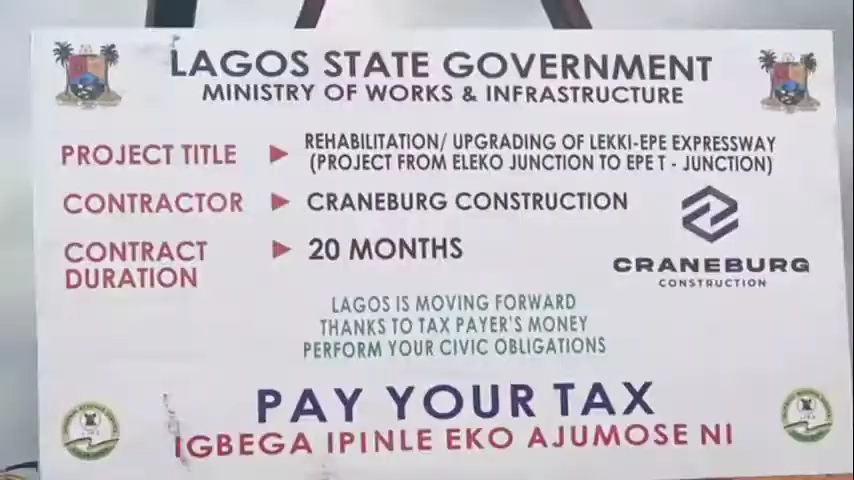 LAGOS STATE GOVERNMENT
MINISTRY OF WORKS & INFRASTRUCTURE
PROJECT TITLE ▶ REHABILITATION/ UPGRADING OF LEKKI-EPE EXPRESSWAY
(PROJECT FROM ELEKO JUNCTION TO EPE T - JUNCTION)
CONTRACTOR ▶ CRANEBURG CONSTRUCTION
CONTRACT DURATION ▶ 20 MONTHS
CRANEBURG
CONSTRUCTION
LAGOS IS MOVING FORWARD
THANKS TO TAX PAYER'S MONEY
PERFORM YOUR CIVIC OBLIGATIONS
PAY YOUR TAX
IGBEGA IPINLE EKO AJUMOSE NI